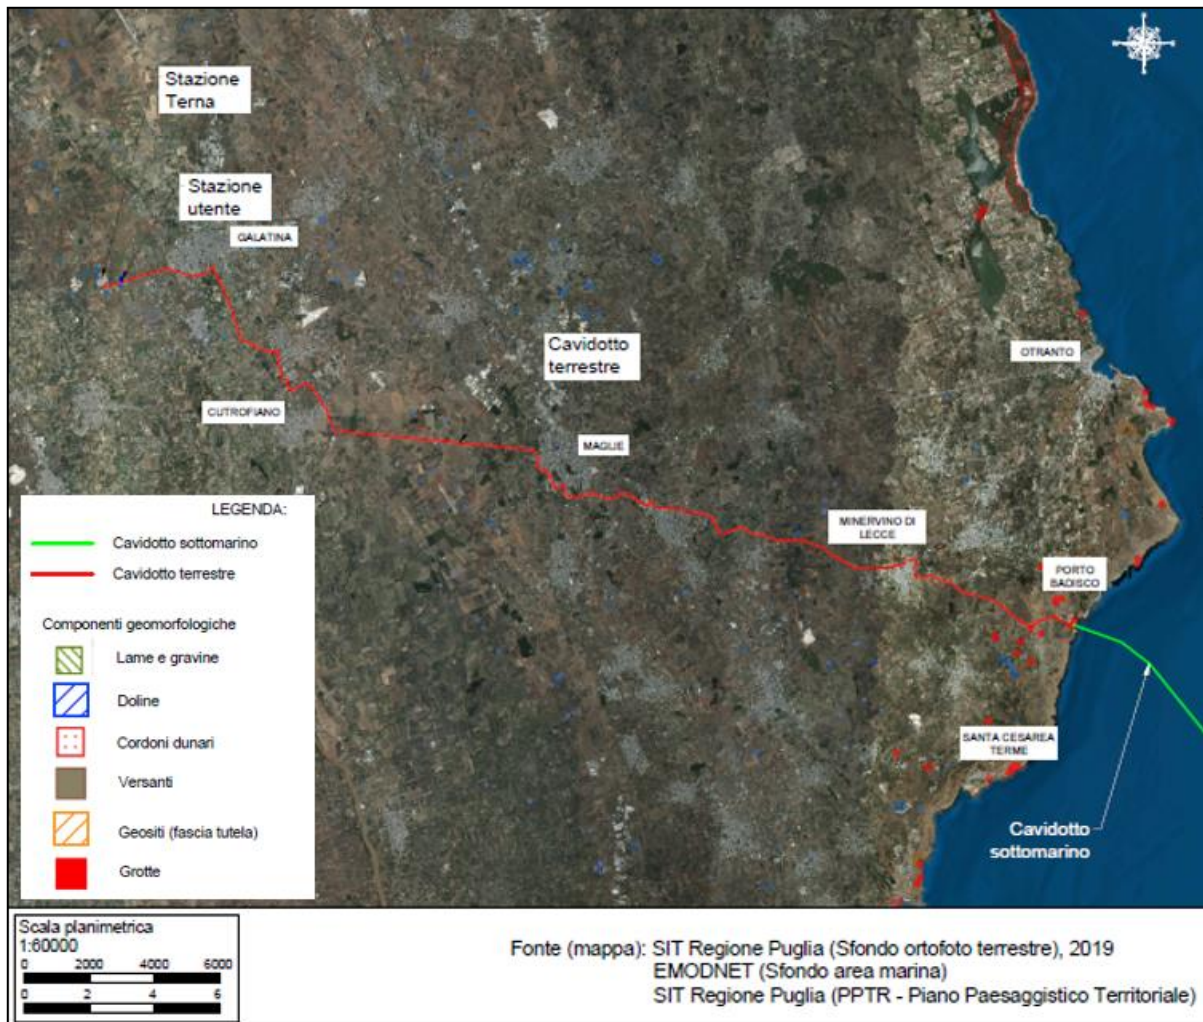 Stazione
Terna
Stazione
utente
GALATINA
Cavidotto
terrestre
OTRANTO
CUTROFIANO
MAGLIE
MINERVINO DI
LECCE
PORTO
BADISCO
SANTA CESAREA
TERME
Cavidotto
sottomarino
LEGENDA:
Cavidotto sottomarino
Cavidotto terrestre
Componenti geomorfologiche
Lame e gravine
Doline
Cordoni dunari
Versanti
Geositi (fascia tutela)
Grotte
Scala planimetrica
1:60000
0 2000 4000 6000
0 2 4 6
Fonte (mappa): SIT Regione Puglia (Sfondo ortofoto terrestre), 2019
EMODNET (Sfondo area marina)
SIT Regione Puglia (PPTR - Piano Paesaggistico Territoriale)